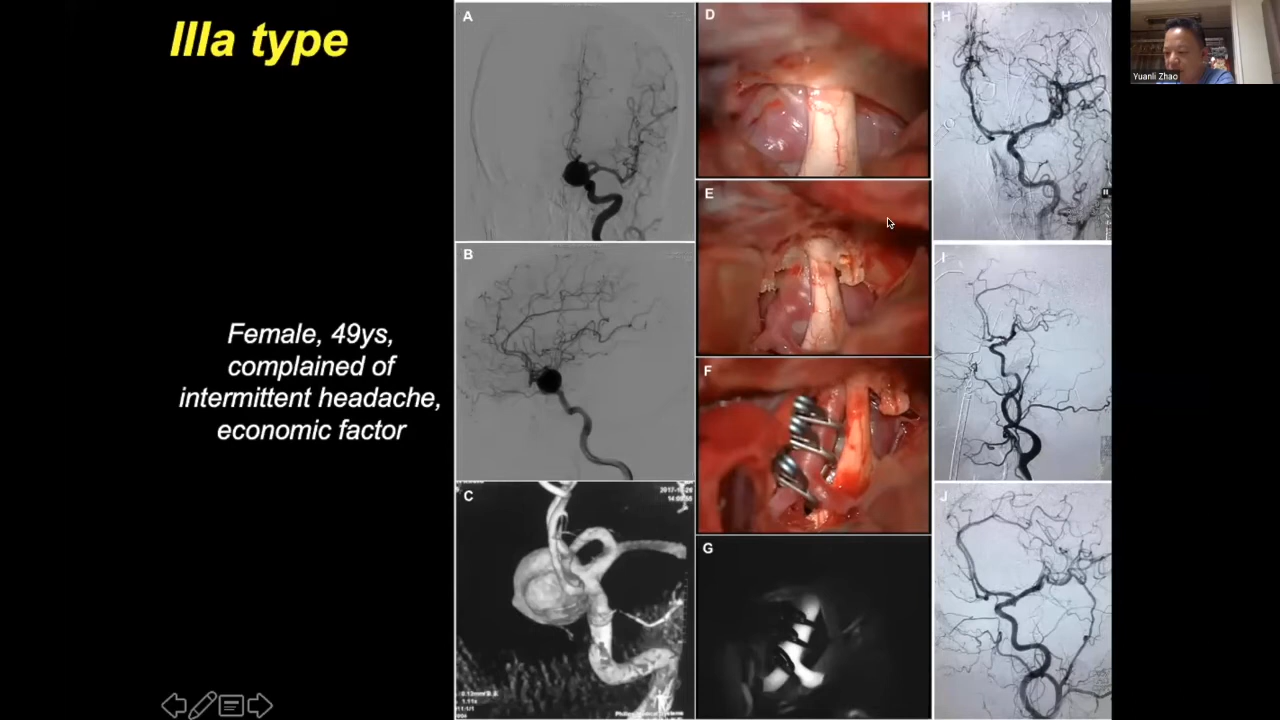 IIIa type
Female, 49ys,
complained of
intermittent headache,
economic factor
A
B
C
D
E
F
G
H
I
J
Yuanli Zhao